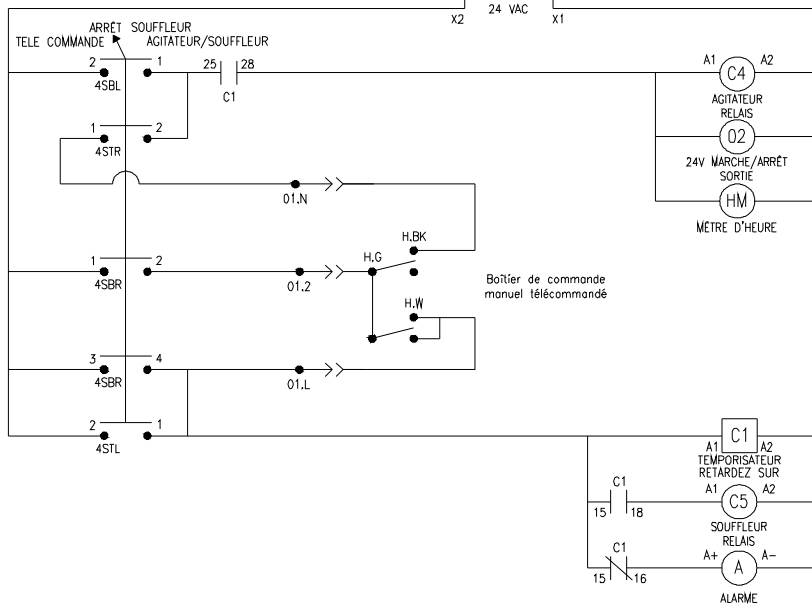 24 VAC
X2
X1
ARRÊT SOUFFLEUR
TELE COMMANDE
AGITATEUR/SOUFFLEUR
2
1
4SBL
25
28
C1
A1
C4
A2
AGITATEUR
RELAIS
1
2
4STR
O2
24V MARCHE/ARRÊT
SORTIE
HM
MÈTRE D'HEURE
01.N
H.BK
H.G
1
2
4SBR
01.2
Boîtier de commande
manuel télécommandé
H.W
3
4
4SBR
01.L
2
1
4STL
C1
A1
A2
TEMPORISATEUR
RETARDEZ SUR
C1
15
18
A1
C5
A2
SOUFFLEUR
RELAIS
C1
15
16
A+
A
A-
ALARME